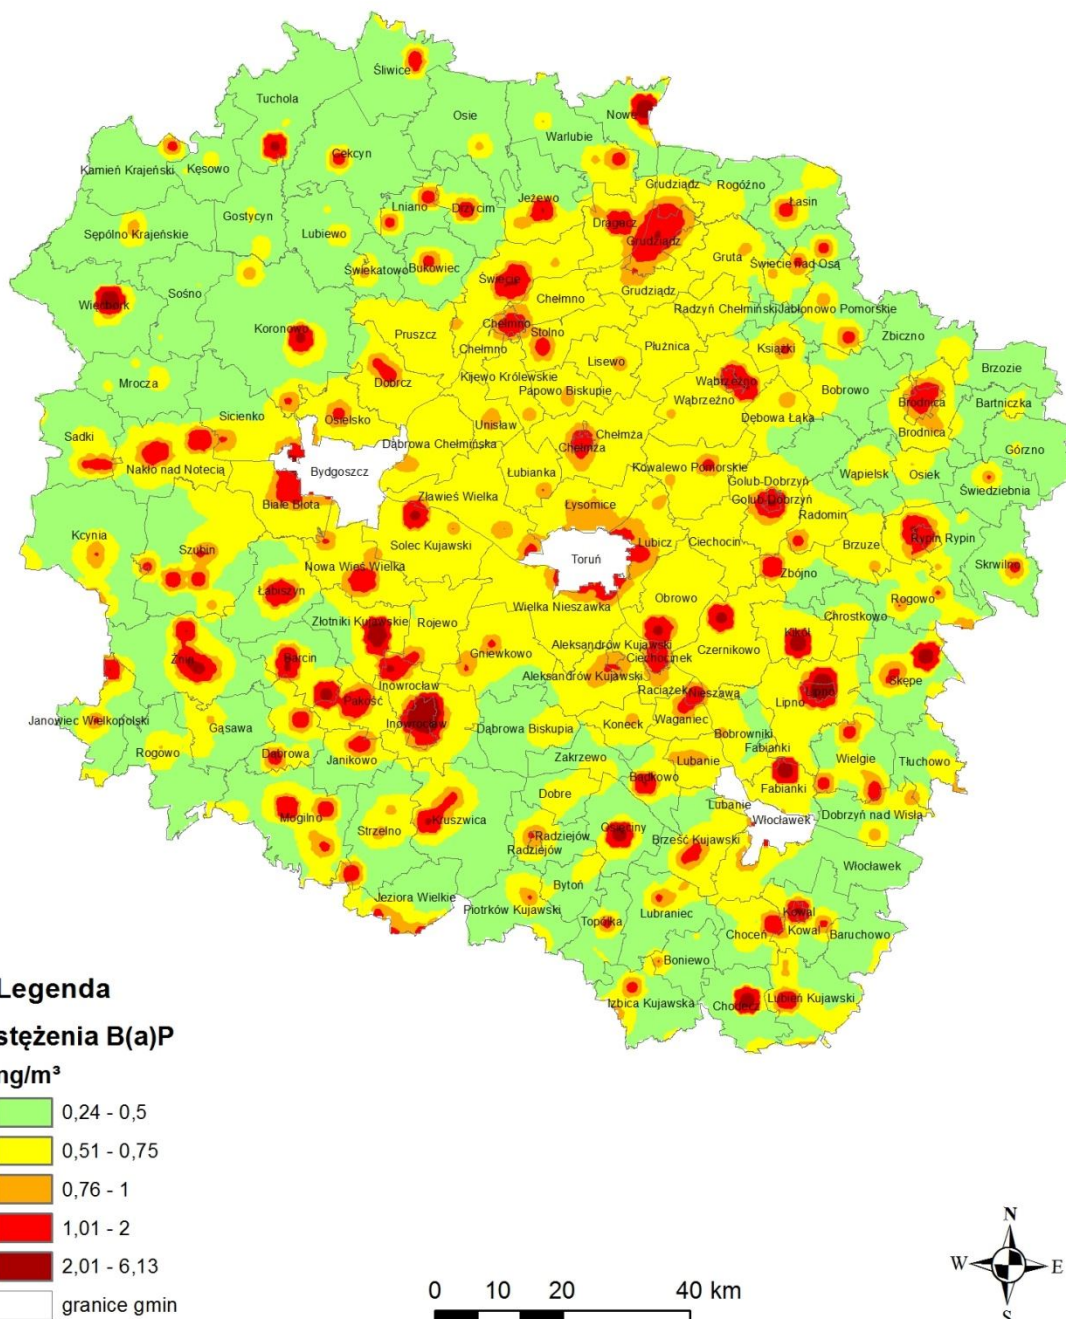 Śliwice
Tuchola
Osie
Nowe
Warlubie
Cekcyn
Kamień Krajeński
Kęsowo
Grudziądz
Rogóźno
Lniano
Drzycim
Jeżewo
Łasin
Gostycyn
Dragacz
Sępólno Krajeńskie
Lubiewo
Grudziądz
Gruta
Świecie nad Osą
Świekatowo
Bukowiec
Świecie
Sośno
Grudziądz
Więcbork
Chełmno
Radzyń Chełmiński
Jabłonowo Pomorskie
Koronowo
Pruszcz
Chełmno
Stolno
Zbiczno
Chełmno
Płużnica
Książki
Lisewo
Brzozie
Mrocza
Dobrcz
Kijewo Królewskie
Wąbrzeźno
Papowo Biskupie
Bobrowo
Wąbrzeźno
Brodnica
Bartniczka
Sicienko
Osielsko
Unisław
Dębowa Łąka
Sadki
Dąbrowa Chełmińska
Chełmża
Brodnica
Chełmża
Górzno
Nakło nad Notecią
Bydgoszcz
Łubianka
Kowalewo Pomorskie
Wąpielsk
Osiek
Golub-Dobrzyń
Świedziebnia
Białe Błota
Zławieś Wielka
Łysomice
Golub-Dobrzyń
Radomin
Kcynia
Szubin
Solec Kujawski
Lubicz
Ciechocin
Brzuze
Rypin
Rypin
Toruń
Nowa Wieś Wielka
Zbójno
Skrwilno
Łabiszyn
Obrowo
Rogowo
Wielka Nieszawka
Złotniki Kujawskie
Rojewo
Chrostkowo
Kikół
Aleksandrów Kujawski
Czernikowo
Żnin
Barcin
Gniewkowo
Ciechocinek
Aleksandrów Kujawski
Skępe
Inowrocław
Raciążek
Nieszawa
Lipno
Pakość
Lipno
Janowiec Wielkopolski
Inowrocław
Waganiec
Gąsawa
Dąbrowa Biskupia
Koneck
Bobrowniki
Rogowo
Dąbrowa
Janikowo
Zakrzewo
Lubanie
Fabianki
Wielgie
Tłuchowo
Bądkowo
Fabianki
Dobre
Lubanie
Mogilno
Kruszwica
Włocławek
Dobrzyń nad Wisłą
Strzelno
Radziejów
Osięciny
Brześć Kujawski
Radziejów
Włocławek
Bytoń
Jeziora Wielkie
Piotrków Kujawski
Lubraniec
Kowal
Topólka
Choceń
Kowal
Baruchowo
Boniewo
Izbica Kujawska
Chodecz
Lubień Kujawski
Legenda
stężenia B(a)P
ng/m³
0,24 - 0,5
0,51 - 0,75
0,76 - 1
1,01 - 2
2,01 - 6,13
granice gmin
0 10 20 40 km
N
W
E
S